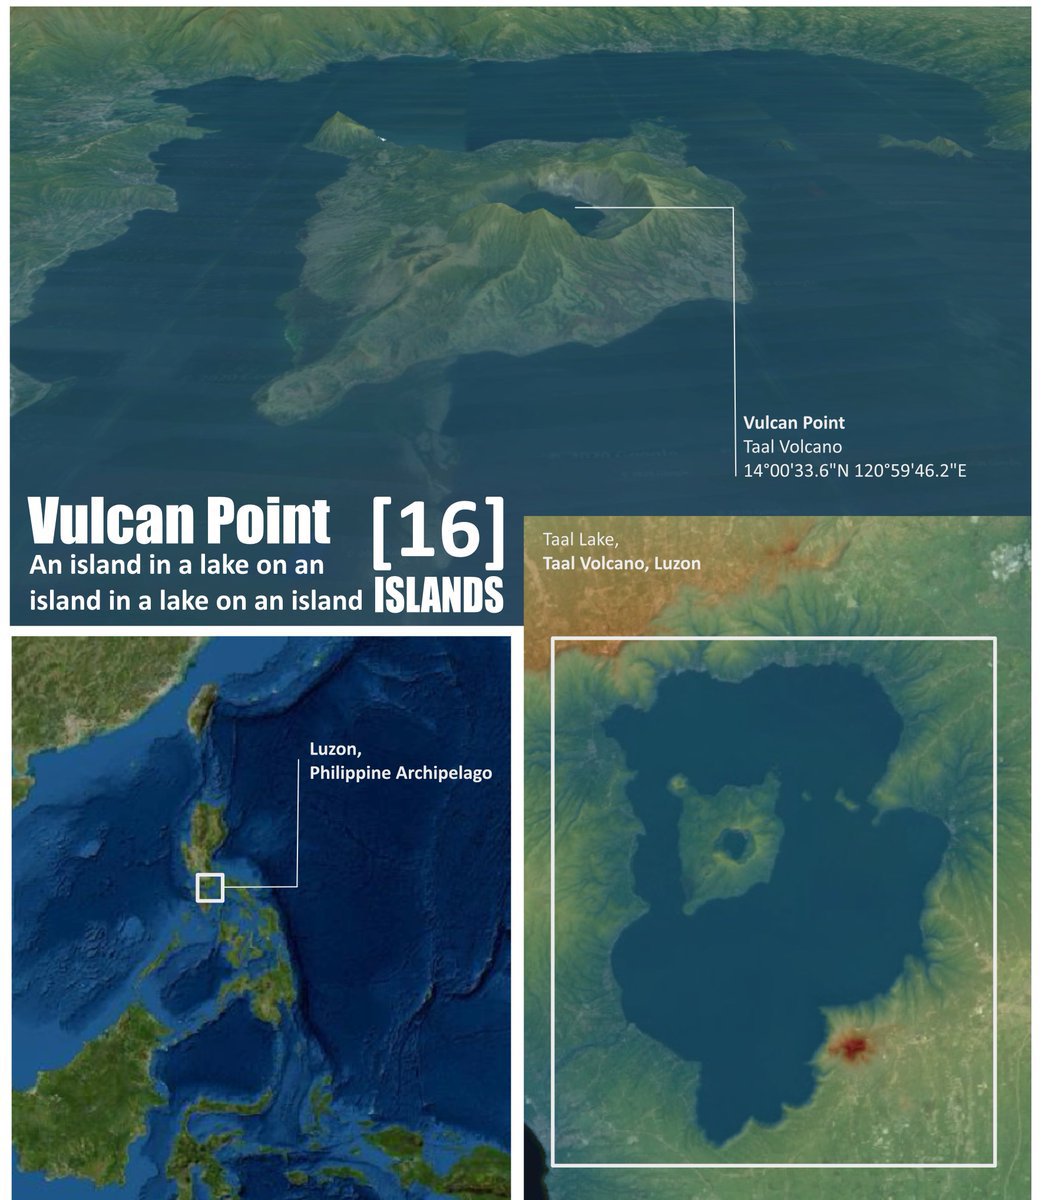 Vulcan Point
Taal Volcano
14°00'33.6"N 120°59'46.2"E
Vulcan Point
An island in a lake on an
island in a lake on an island
[16]
ISLANDS
Taal Lake,
Taal Volcano, Luzon
Luzon,
Philippine Archipelago